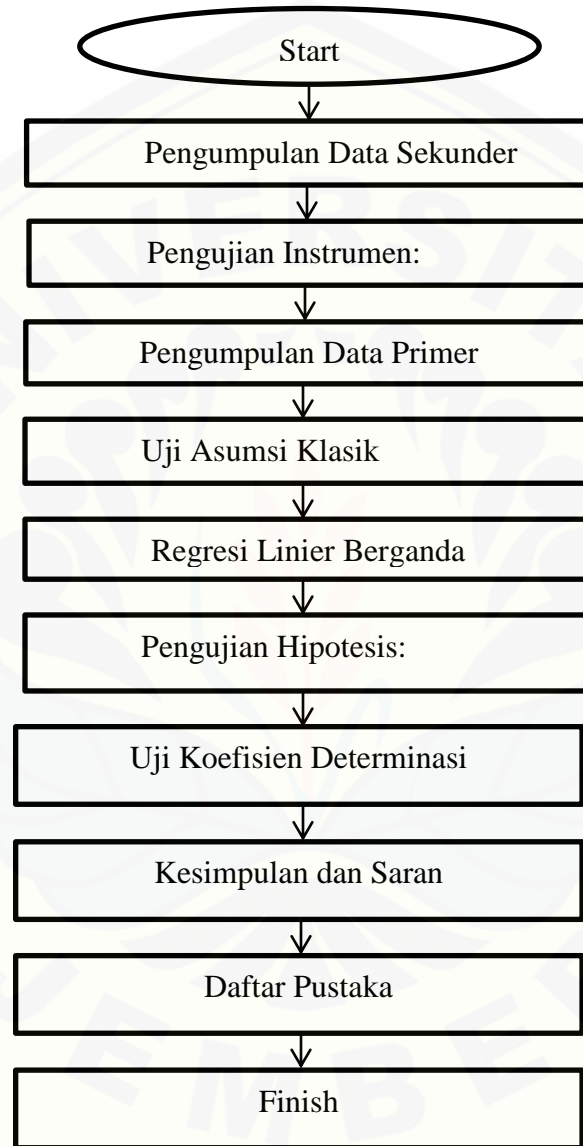 Start
Pengumpulan Data Sekunder
Pengujian Instrumen:
Pengumpulan Data Primer
Uji Asumsi Klasik
Regresi Linier Berganda
Pengujian Hipotesis:
Uji Koefisien Determinasi
Kesimpulan dan Saran
Daftar Pustaka
Finish